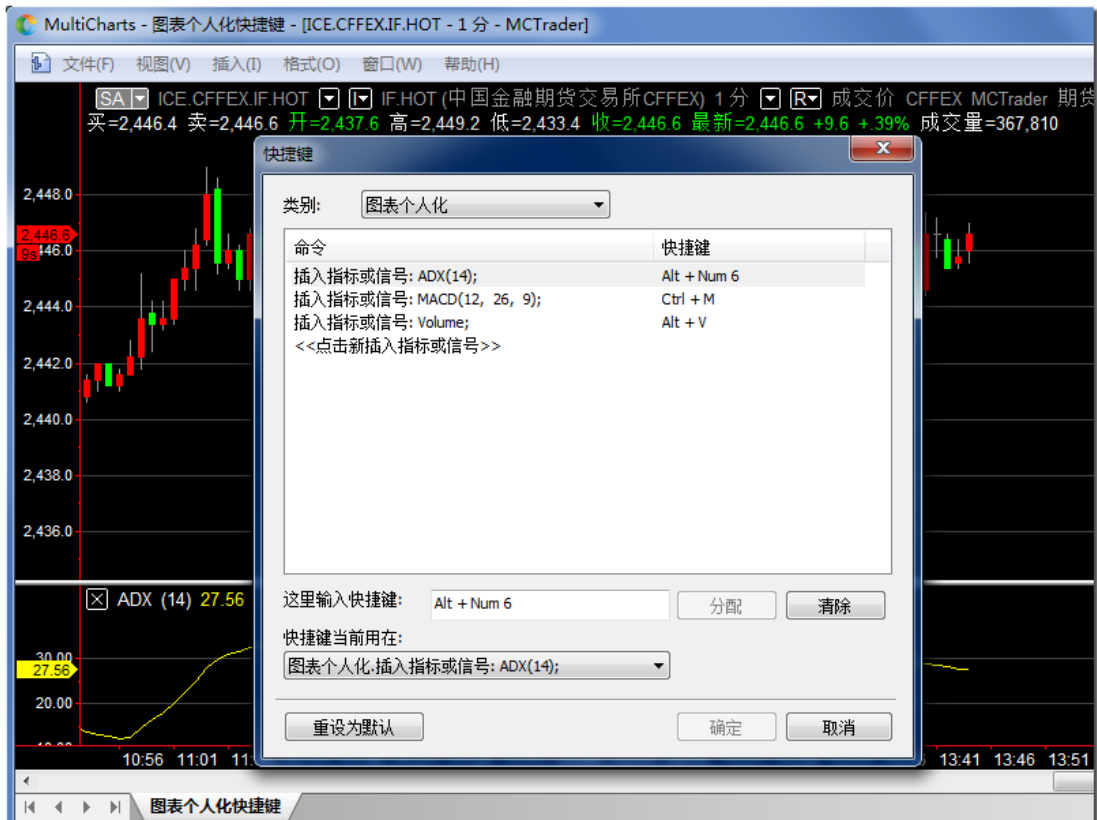 MultiCharts - 图表个人化快捷键 - [ICE.CFFEX.IF.HOT - 1 分 - MCTrader]
文件(F) 视图(V) 插入(I) 格式(O) 窗口(W) 帮助(H)
SA ICE.CFFEX.IF.HOT I IF.HOT (中国金融期货交易所CFFEX) 1 分 R 成交价 CFFEX MCTrader 期货
买=2,446.4 卖=2,446.6 开=2,437.6 高=2,449.2 低=2,433.4 收=2,446.6 最新=2,446.6 +9.6 +.39% 成交量=367,810
快捷键
类别: 图表个人化
命令 快捷键
插入指标或信号: ADX(14); Alt + Num 6
插入指标或信号: MACD(12, 26, 9); Ctrl + M
插入指标或信号: Volume; Alt + V
<<点击新插入指标或信号>>
这里输入快捷键: Alt + Num 6 分配 清除
快捷键当前用在:
图表个人化.插入指标或信号: ADX(14);
重设为默认 确定 取消
2,448.0
2,446.6
9s 446.0
2,444.0
2,442.0
2,440.0
2,438.0
2,436.0
ADX (14) 27.56
30.00
27.56
20.00
10:56 11:01 11: 13:41 13:46 13:51
图表个人化快捷键